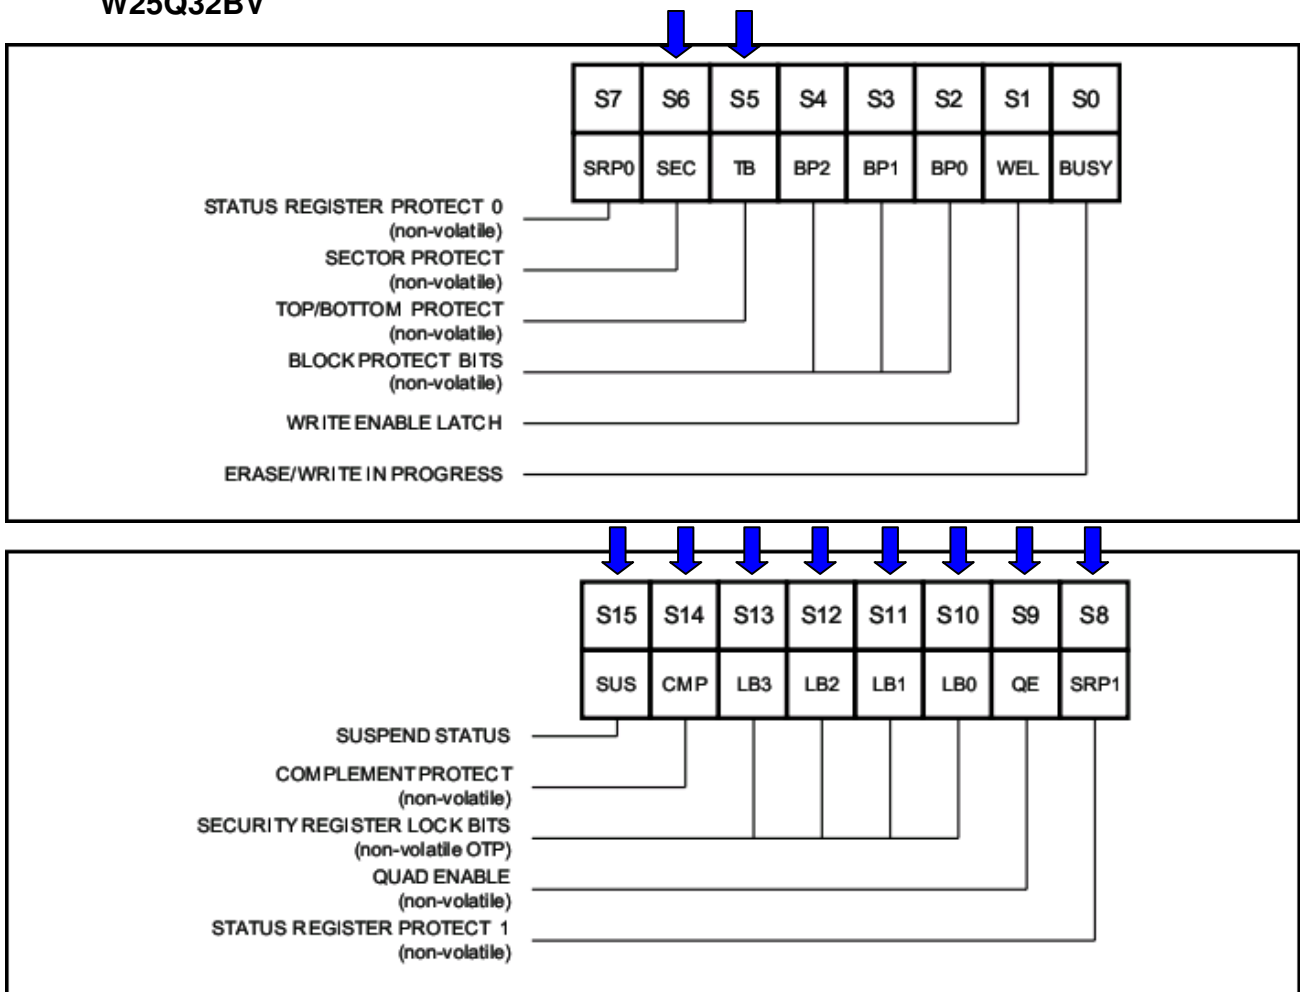 W25Q32BV
S7 S6 S5 S4 S3 S2 S1 S0
SRP0 SEC TB BP2 BP1 BP0 WEL BUSY
STATUS REGISTER PROTECT 0
(non-volatile)
SECTOR PROTECT
(non-volatile)
TOP/BOTTOM PROTECT
(non-volatile)
BLOCK PROTECT BITS
(non-volatile)
WRITE ENABLE LATCH
ERASE/WRITE IN PROGRESS
S15 S14 S13 S12 S11 S10 S9 S8
SUS CMP LB3 LB2 LB1 LB0 QE SRP1
SUSPEND STATUS
COMPLEMENT PROTECT
(non-volatile)
SECURITY REGISTER LOCK BITS
(non-volatile OTP)
QUAD ENABLE
(non-volatile)
STATUS REGISTER PROTECT 1
(non-volatile)